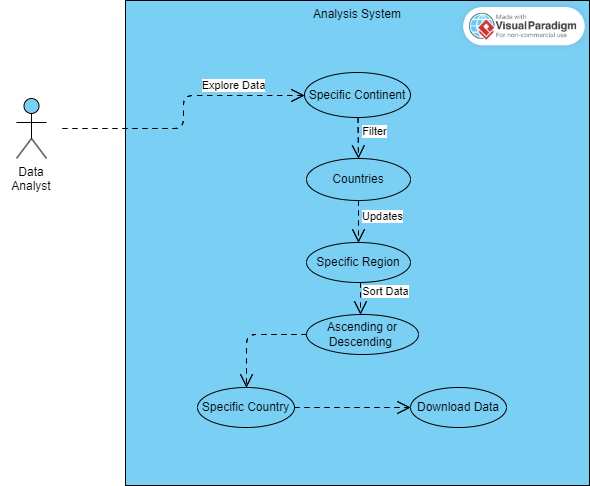 Analysis System
Made with
Visual Paradigm
For non-commercial use
Explore Data
Specific Continent
Filter
Data
Analyst
Countries
Updates
Specific Region
Sort Data
Ascending or
Descending
Specific Country
Download Data